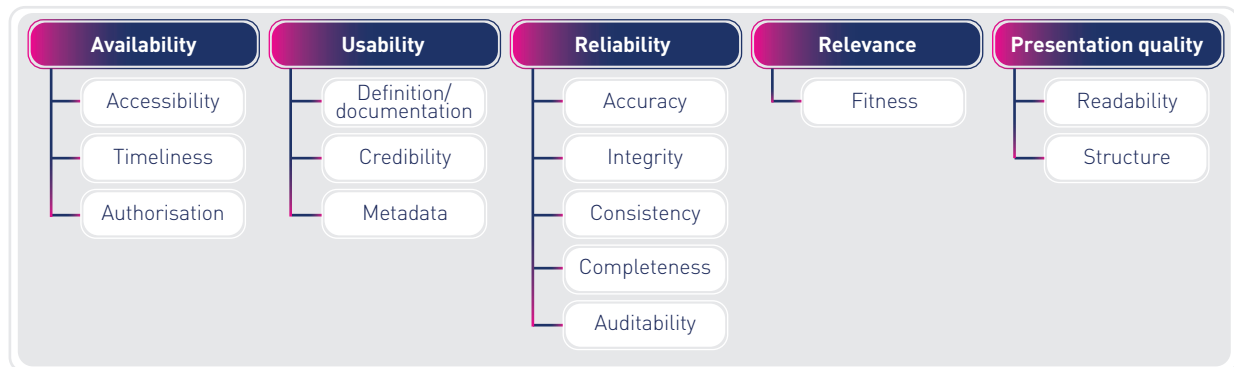 Availability
Accessibility
Timeliness
Authorisation
Usability
Definition/
documentation
Credibility
Metadata
Reliability
Accuracy
Integrity
Consistency
Completeness
Auditability
Relevance
Fitness
Presentation quality
Readability
Structure